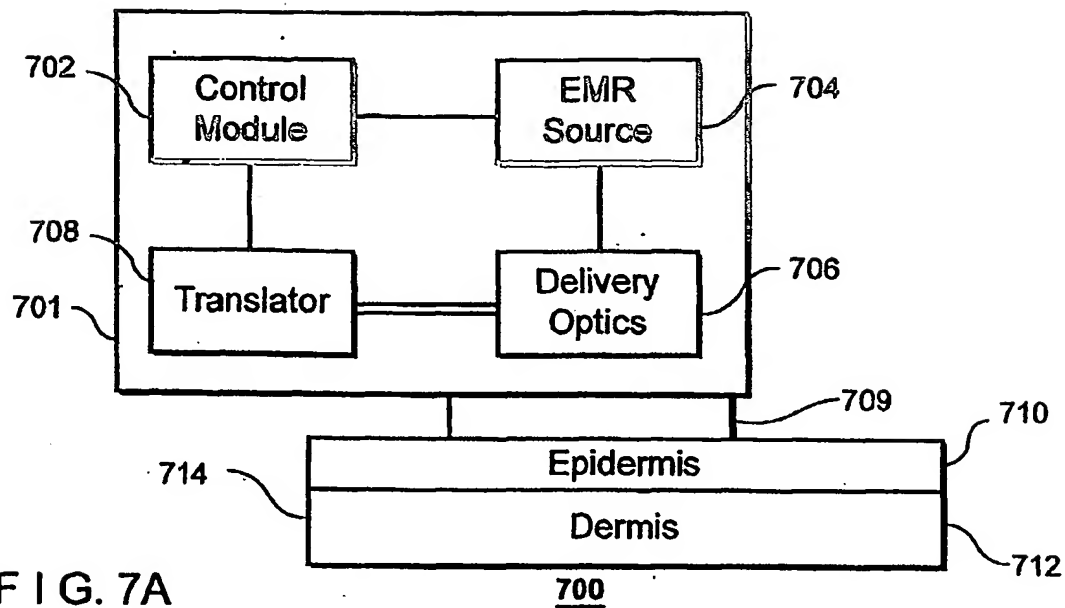 702
Control
Module
EMR
Source
704
708
Translator
Delivery
Optics
706
701
709
710
Epidermis
714
Dermis
712
F I G. 7A
700